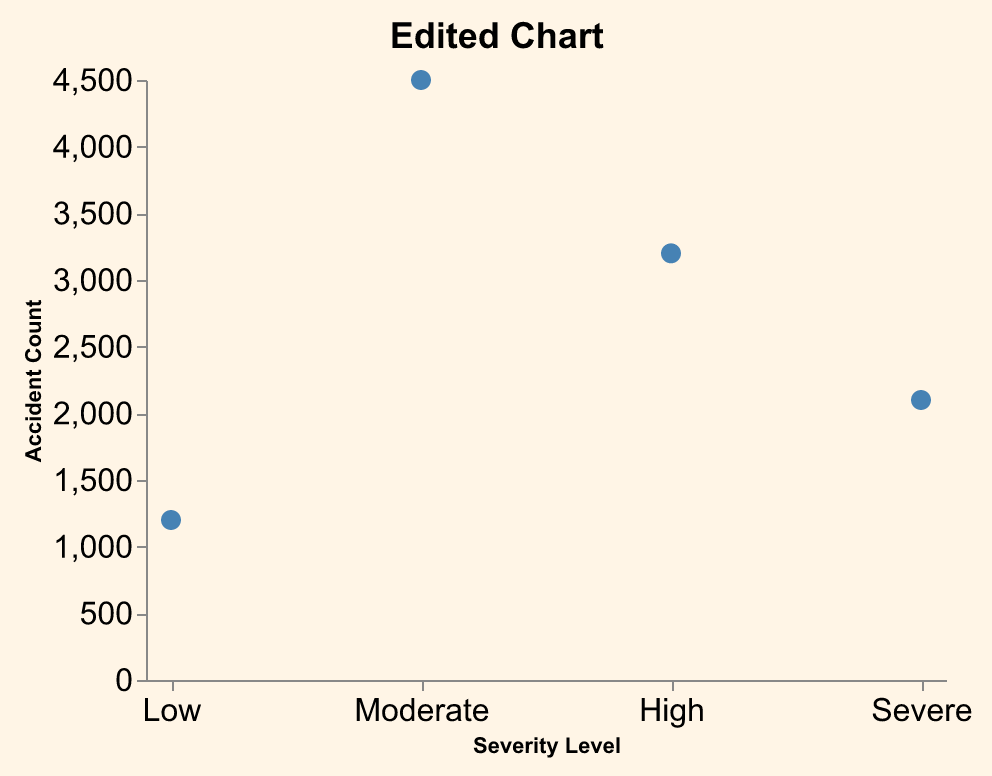 Edited Chart
4,500
4,000
3,500
3,000
2,500
2,000
1,500
1,000
500
0
Accident Count
Low Moderate High Severe
Severity Level